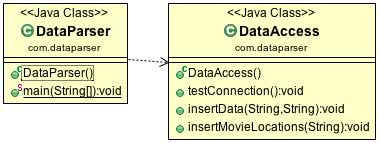 <<Java Class>>
DataParser
com.dataparser
DataParser()
main(String[]):void
<<Java Class>>
DataAccess
com.dataparser
DataAccess()
testConnection():void
insertData(String,String):void
insertMovieLocations(String):void